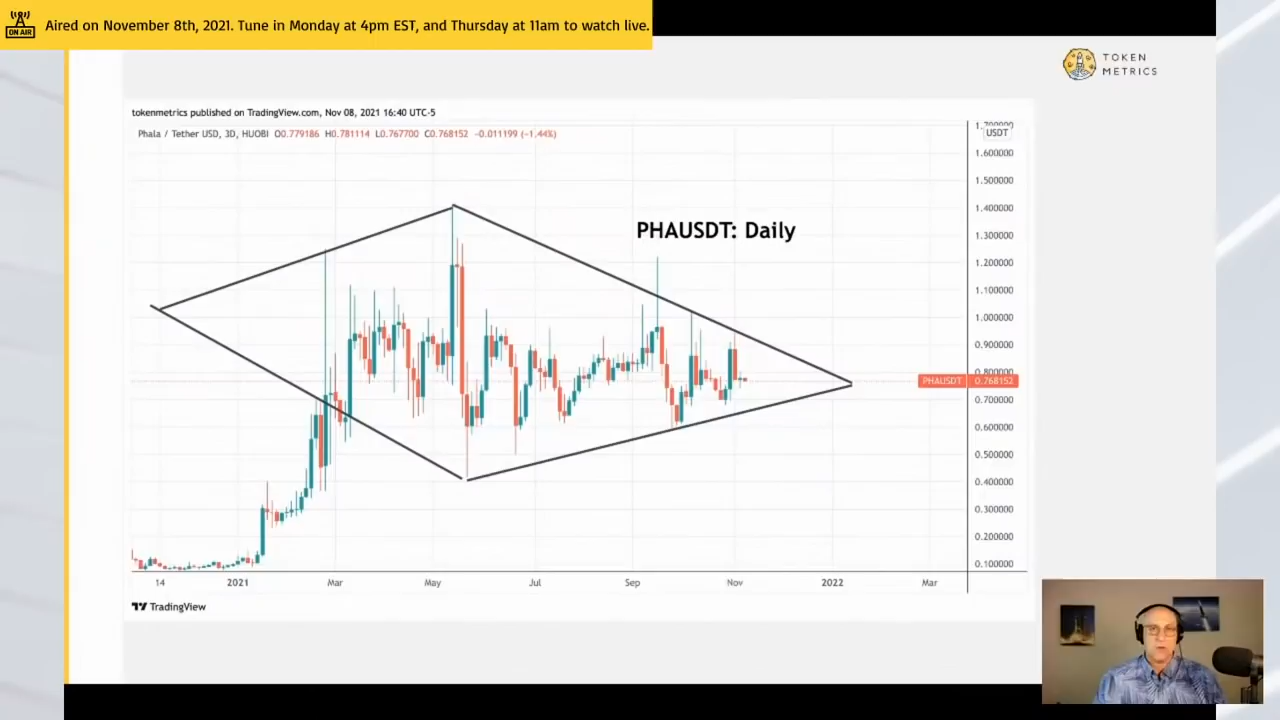 ON AIR
Aired on November 8th, 2021. Tune in Monday at 4pm EST, and Thursday at 11am to watch live.
TOKEN
METRICS
tokenmetrics published on TradingView.com, Nov 08, 2021 16:40 UTC-5
Phala / Tether USD, 3D, HUOBI O0.779186 H0.781114 L0.767700 C0.768152 -0.011199 (-1.44%)
USDT
1.600000
1.500000
1.400000
PHAUSDT: Daily
1.300000
1.200000
1.100000
1.000000
0.900000
0.800000
PHAUSDT 0.768152
0.700000
0.600000
0.500000
0.400000
0.300000
0.200000
0.100000
14 2021 Mar May Jul Sep Nov 2022 Mar
TradingView